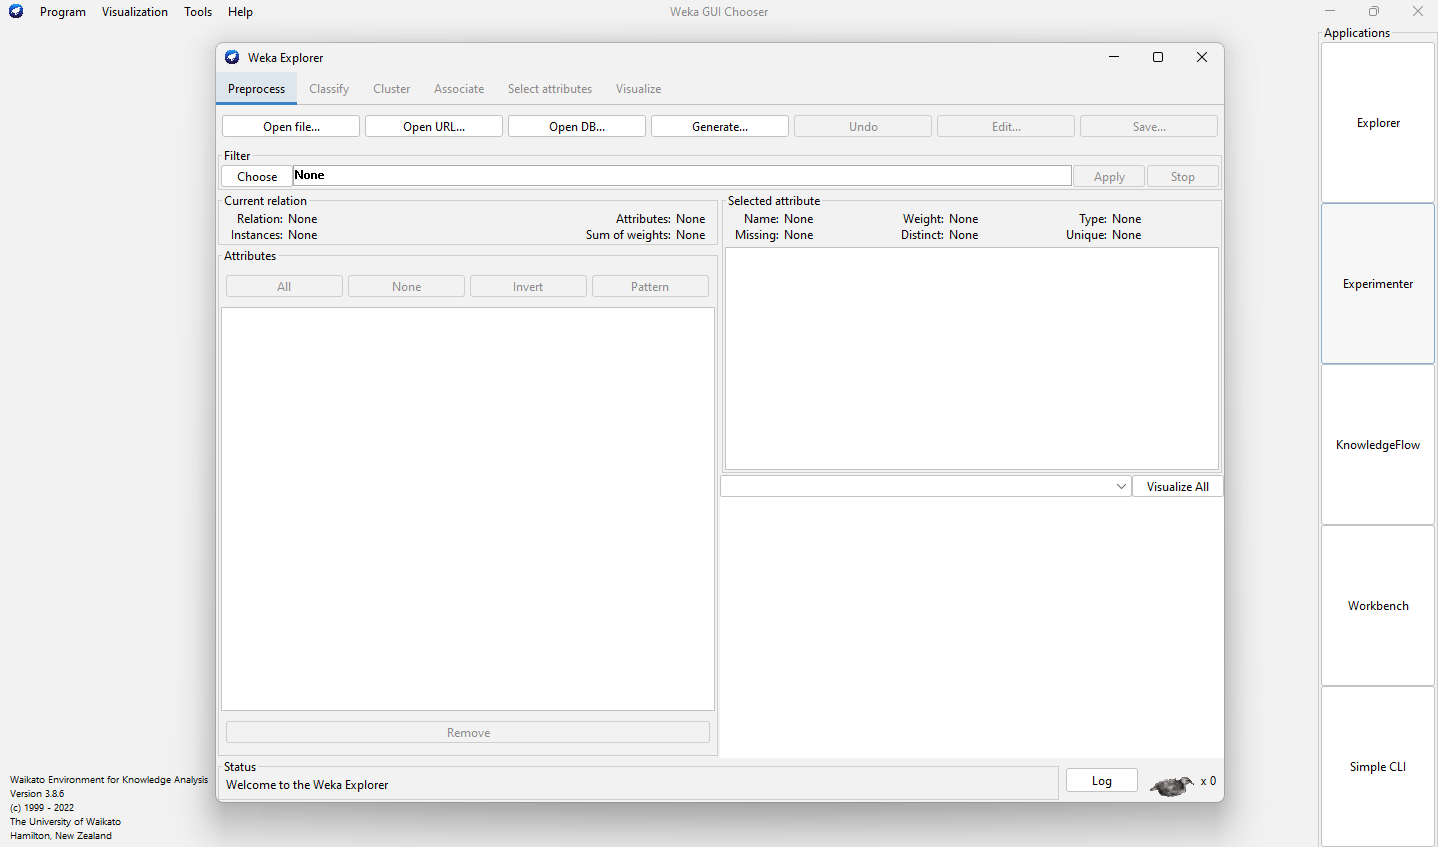 Program Visualization Tools Help Weka GUI Chooser
Applications
Weka Explorer
Preprocess Classify Cluster Associate Select attributes Visualize
Open file... Open URL... Open DB... Generate... Undo Edit... Save...
Filter
Choose None Apply Stop
Current relation
Relation: None Attributes: None
Instances: None Sum of weights: None
Selected attribute
Name: None Weight: None Type: None
Missing: None Distinct: None Unique: None
Attributes
All None Invert Pattern
Visualize All
Remove
Status
Welcome to the Weka Explorer
Log x 0
Explorer
Experimenter
KnowledgeFlow
Workbench
Simple CLI
Waikato Environment for Knowledge Analysis
Version 3.8.6
(c) 1999 - 2022
The University of Waikato
Hamilton, New Zealand